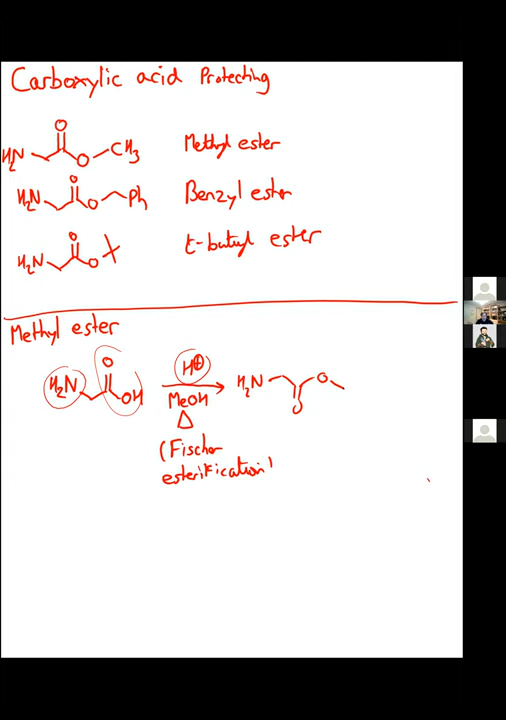 Carboxylic acid Protecting
O
H₂N O CH₃ Methyl ester
O
H₂N O Ph Benzyl ester
O
H₂N O t-butyl ester
Methyl ester
O
H₂N OH H⊕ H₂N O
MeOH O
Δ
(Fischer
esterification)